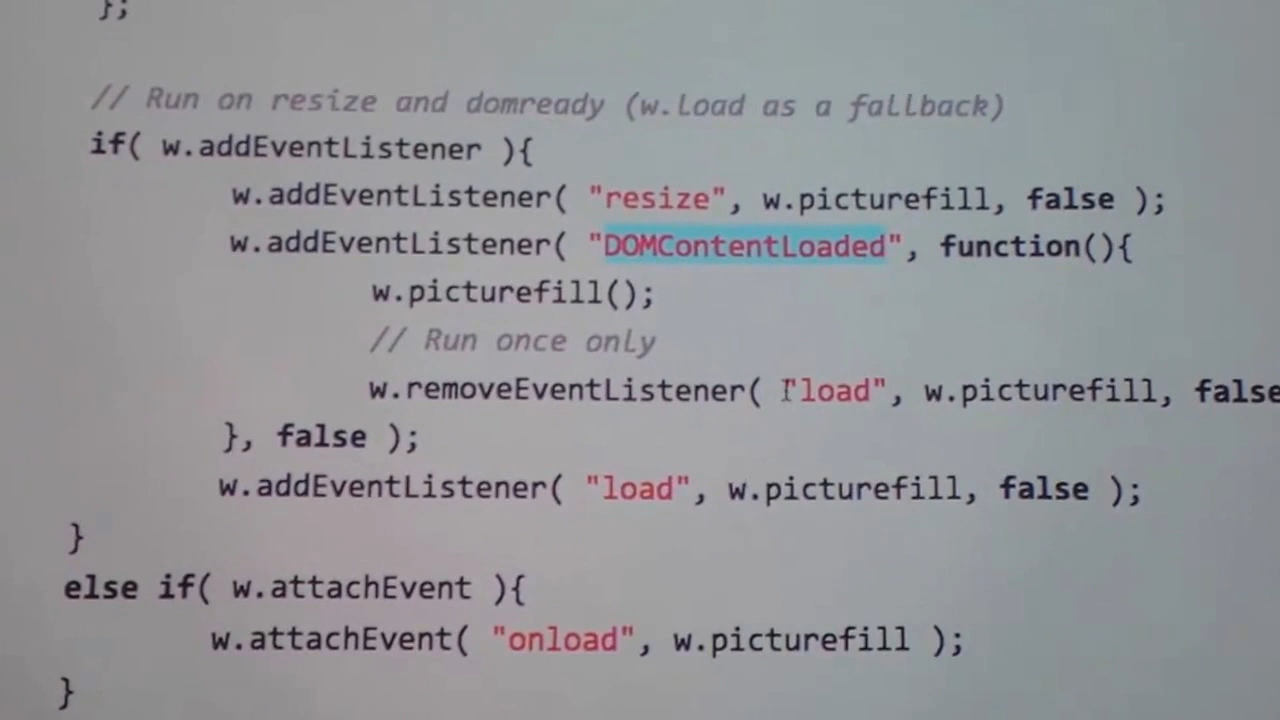 };
// Run on resize and domready (w.load as a fallback)
if( w.addEventListener ){
w.addEventListener( "resize", w.picturefill, false );
w.addEventListener( "DOMContentLoaded", function(){
w.picturefill();
// Run once only
w.removeEventListener( "load", w.picturefill, false
}, false );
w.addEventListener( "load", w.picturefill, false );
}
else if( w.attachEvent ){
w.attachEvent( "onload", w.picturefill );
}